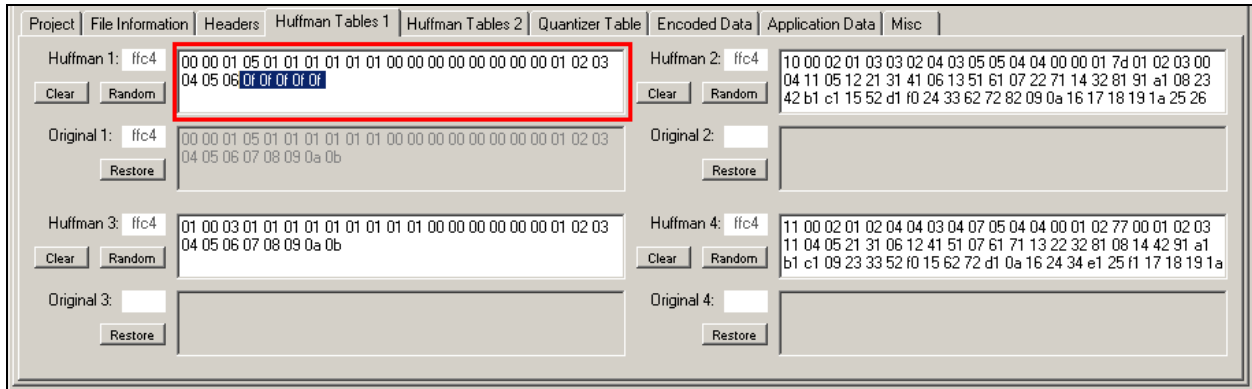 Project File Information Headers Huffman Tables 1 Huffman Tables 2 Quantizer Table Encoded Data Application Data Misc
Huffman 1: ffc4
Clear Random
00 00 01 05 01 01 01 01 01 01 00 00 00 00 00 00 00 00 01 02 03
04 05 06 0f 0f 0f 0f 0f
Huffman 2: ffc4
Clear Random
10 00 02 01 03 03 02 04 03 05 05 04 04 00 00 01 7d 01 02 03 00
04 11 05 12 21 31 41 06 13 51 61 07 22 71 14 32 81 91 a1 08 23
42 b1 c1 15 52 d1 f0 24 33 62 72 82 09 0a 16 17 18 19 1a 25 26
Original 1: ffc4
Restore
00 00 01 05 01 01 01 01 01 01 00 00 00 00 00 00 00 00 01 02 03
04 05 06 07 08 09 0a 0b
Original 2:
Restore
Huffman 3: ffc4
Clear Random
01 00 03 01 01 01 01 01 01 01 01 01 00 00 00 00 00 00 01 02 03
04 05 06 07 08 09 0a 0b
Huffman 4: ffc4
Clear Random
11 00 02 01 02 04 04 03 04 07 05 04 04 00 01 02 77 00 01 02 03
11 04 05 21 31 06 12 41 51 07 61 71 13 22 32 81 08 14 42 91 a1
b1 c1 09 23 33 52 f0 15 62 72 d1 0a 16 24 34 e1 25 f1 17 18 19 1a
Original 3:
Restore
Original 4:
Restore